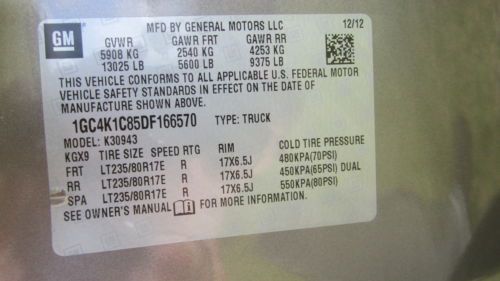 GM
MFD BY GENERAL MOTORS LLC 12/12
GVWR GAWR FRT GAWR RR
5908 KG 2540 KG 4253 KG
13025 LB 5600 LB 9375 LB
THIS VEHICLE CONFORMS TO ALL APPLICABLE U.S. FEDERAL MOTOR
VEHICLE SAFETY STANDARDS IN EFFECT ON THE DATE OF
MANUFACTURE SHOWN ABOVE.
1GC4K1C85DF166570 TYPE: TRUCK
MODEL: K30943
KGX9 TIRE SIZE SPEED RTG RIM COLD TIRE PRESSURE
FRT LT235/80R17E R 17X6.5J 480KPA(70PSI)
RR LT235/80R17E R 17X6.5J 450KPA(65PSI) DUAL
SPA LT235/80R17E R 17X6.5J 550KPA(80PSI)
SEE OWNER'S MANUAL FOR MORE INFORMATION.